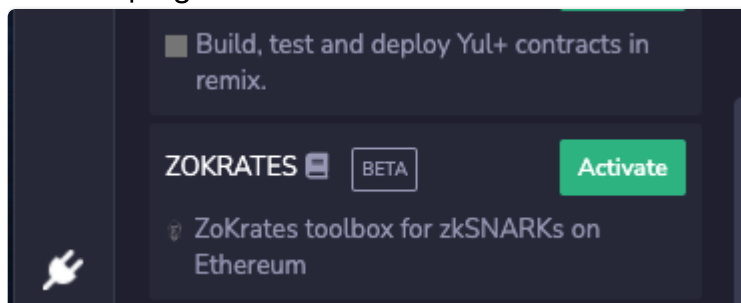 Build, test and deploy Yul+ contracts in
remix.
ZOKRATES BETA Activate
ZoKrates toolbox for zkSNARKs on
Ethereum